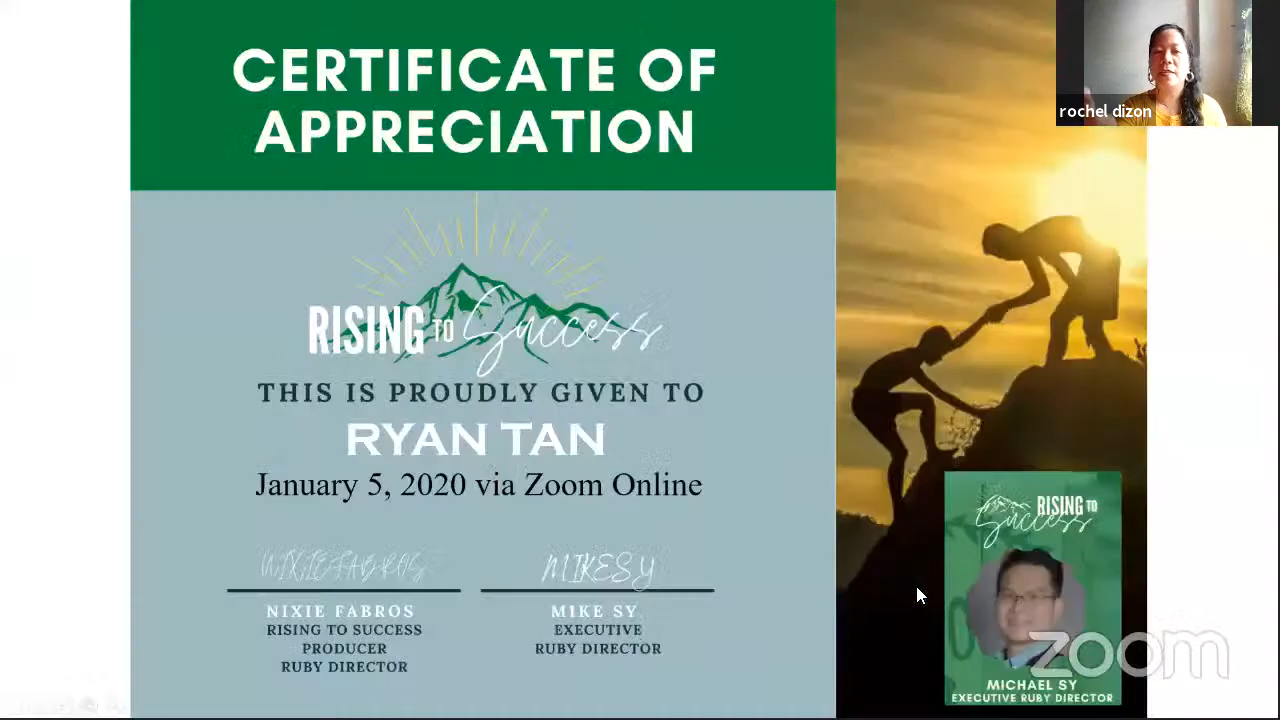 CERTIFICATE OF
APPRECIATION
rochel dizon
RISING TO Success
THIS IS PROUDLY GIVEN TO
RYAN TAN
January 5, 2020 via Zoom Online
NIXIE FABROS
MIKE SY
NIXIE FABROS
RISING TO SUCCESS
PRODUCER
RUBY DIRECTOR
MIKE SY
EXECUTIVE
RUBY DIRECTOR
RISING TO
Success
zoom
MICHAEL SY
EXECUTIVE RUBY DIRECTOR